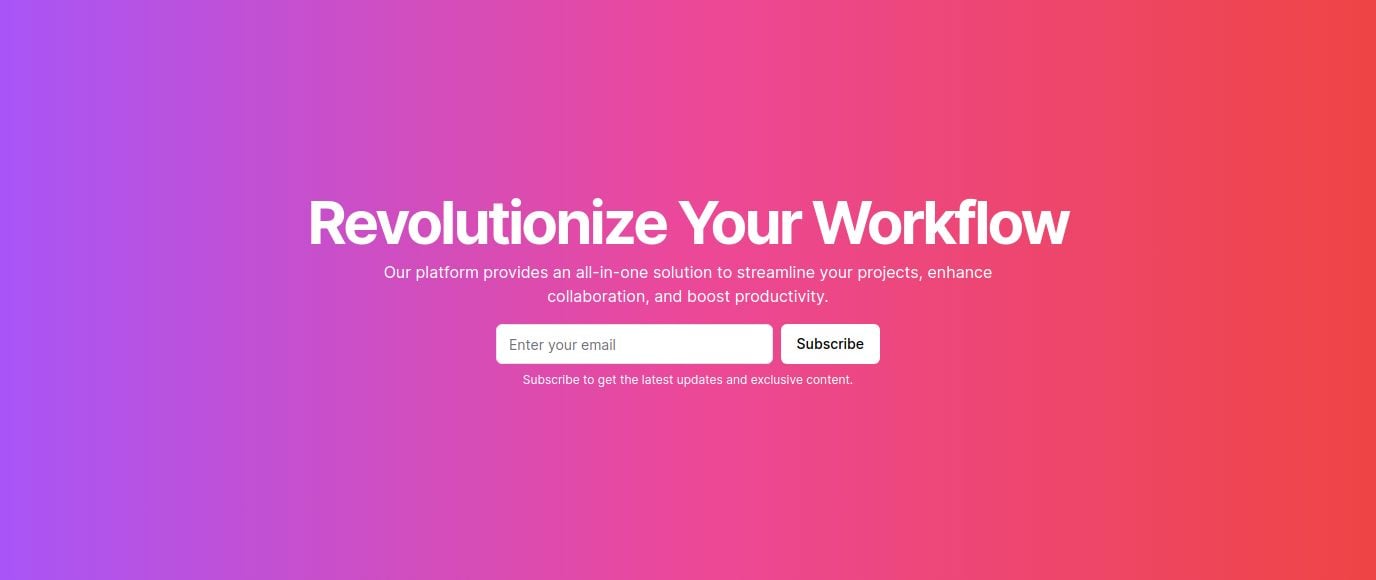 Revolutionize Your Workflow
Our platform provides an all-in-one solution to streamline your projects, enhance
collaboration, and boost productivity.
Enter your email
Subscribe
Subscribe to get the latest updates and exclusive content.